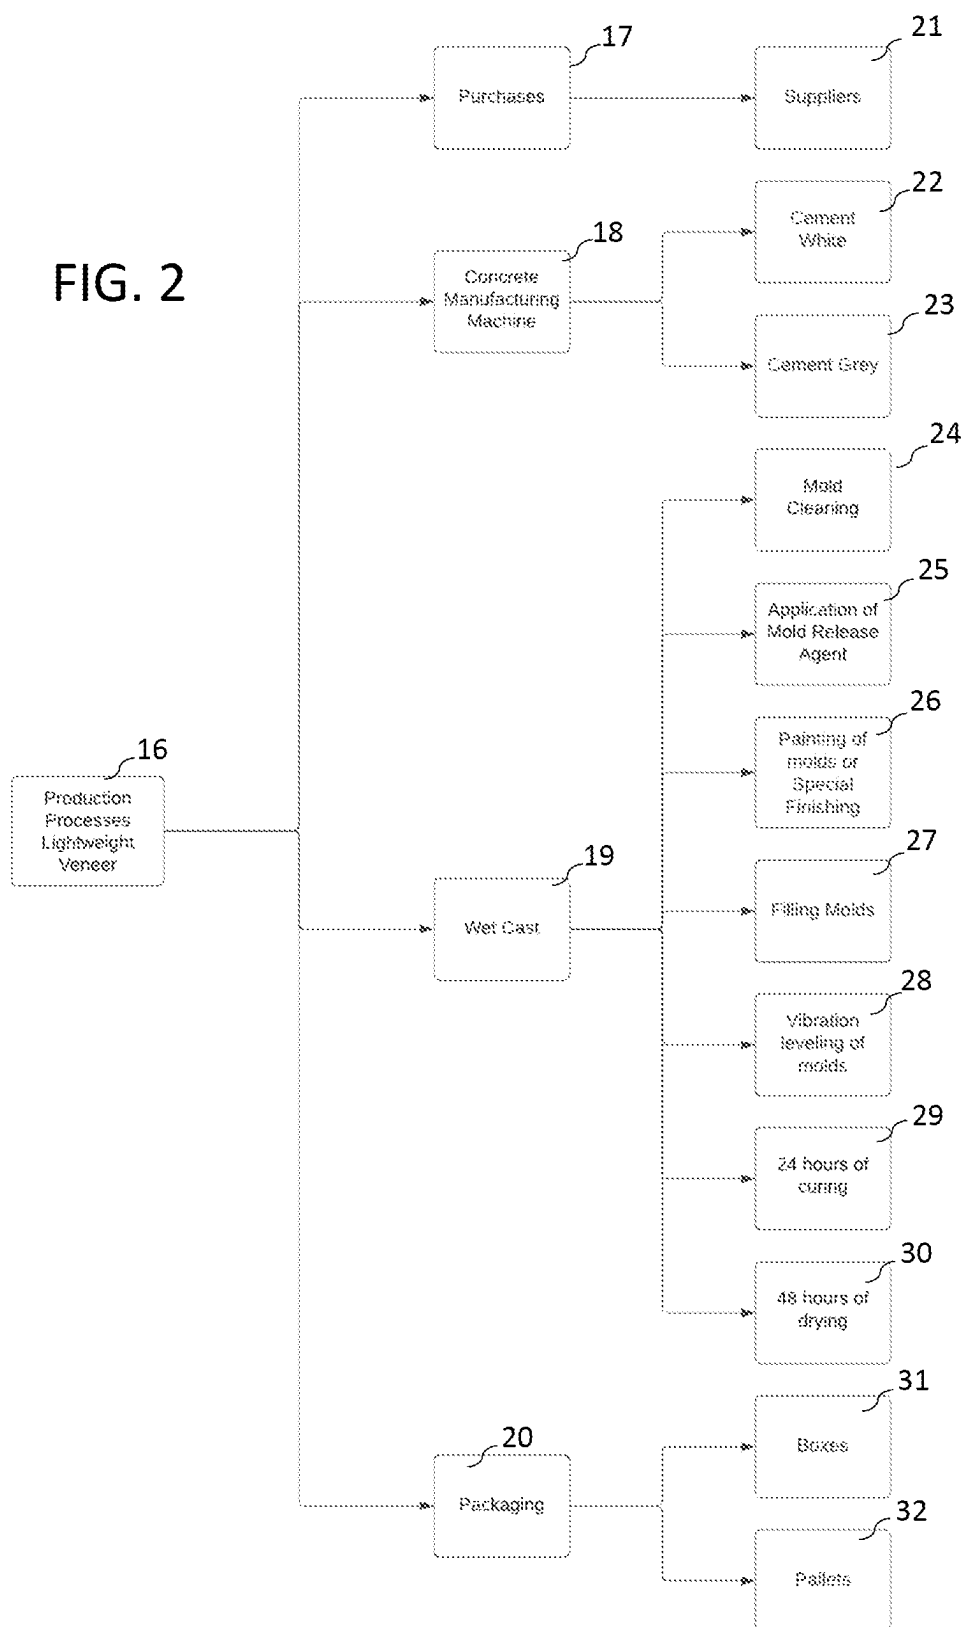 17
21
Purchases
Suppliers
22
Cement
White
18
FIG. 2
Concrete
Manufacturing
Machine
23
Cement Grey
24
Mold
Cleaning
25
Application of
Mold Release
Agent
26
Painting of
molds or
Special
Finishing
16
Production
Processes
Lightweight
Veneer
19
Wet Cast
27
Filling Molds
28
Vibration
leveling of
molds
29
24 hours of
curing
30
48 hours of
drying
31
Boxes
20
Packaging
32
Pallets